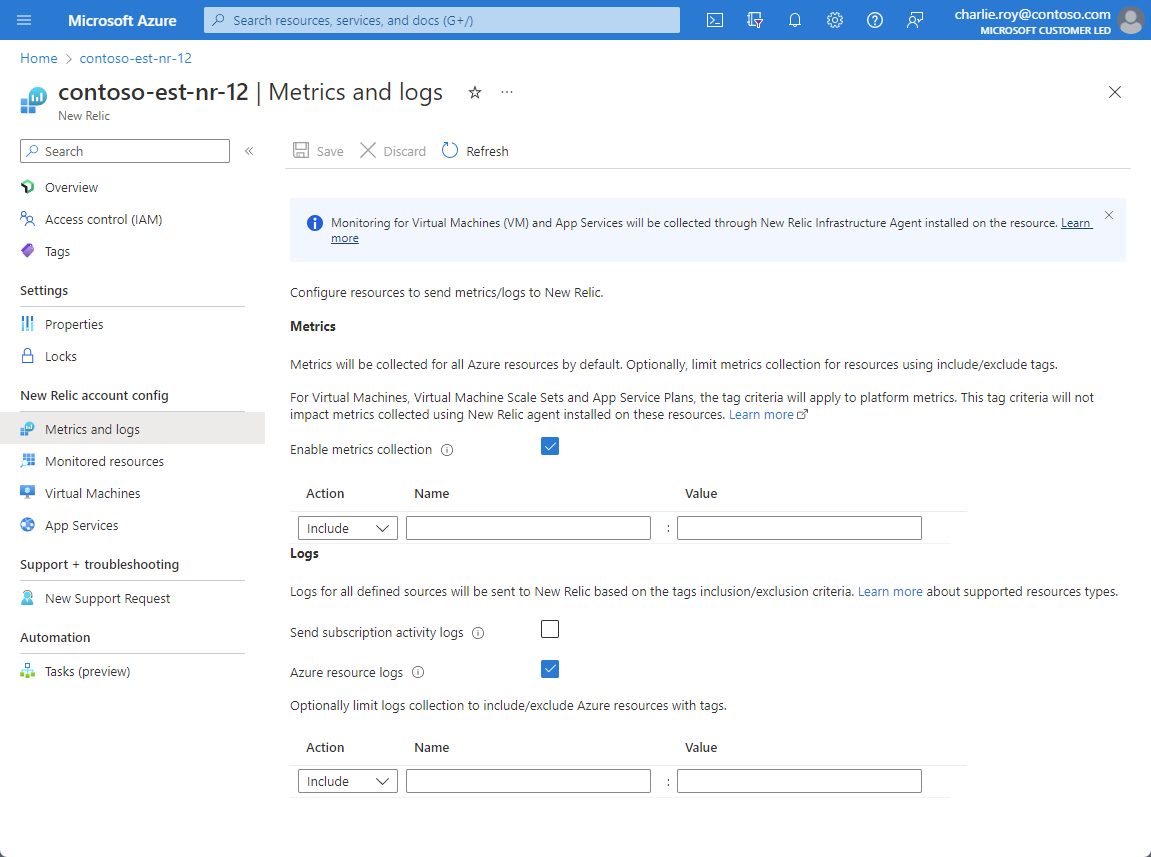 Microsoft Azure
Search resources, services, and docs (G+/)
charlie.roy@contoso.com
MICROSOFT CUSTOMER LED
Home > contoso-est-nr-12
contoso-est-nr-12 | Metrics and logs
New Relic
Search
Save
Discard
Refresh
Overview
Access control (IAM)
Tags
Settings
Properties
Locks
New Relic account config
Metrics and logs
Monitored resources
Virtual Machines
App Services
Support + troubleshooting
New Support Request
Automation
Tasks (preview)
Monitoring for Virtual Machines (VM) and App Services will be collected through New Relic Infrastructure Agent installed on the resource. Learn
more
Configure resources to send metrics/logs to New Relic.
Metrics
Metrics will be collected for all Azure resources by default. Optionally, limit metrics collection for resources using include/exclude tags.
For Virtual Machines, Virtual Machine Scale Sets and App Service Plans, the tag criteria will apply to platform metrics. This tag criteria will not
impact metrics collected using New Relic agent installed on these resources. Learn more
Enable metrics collection
Action Name Value
Include :
Logs
Logs for all defined sources will be sent to New Relic based on the tags inclusion/exclusion criteria. Learn more about supported resources types.
Send subscription activity logs
Azure resource logs
Optionally limit logs collection to include/exclude Azure resources with tags.
Action Name Value
Include :